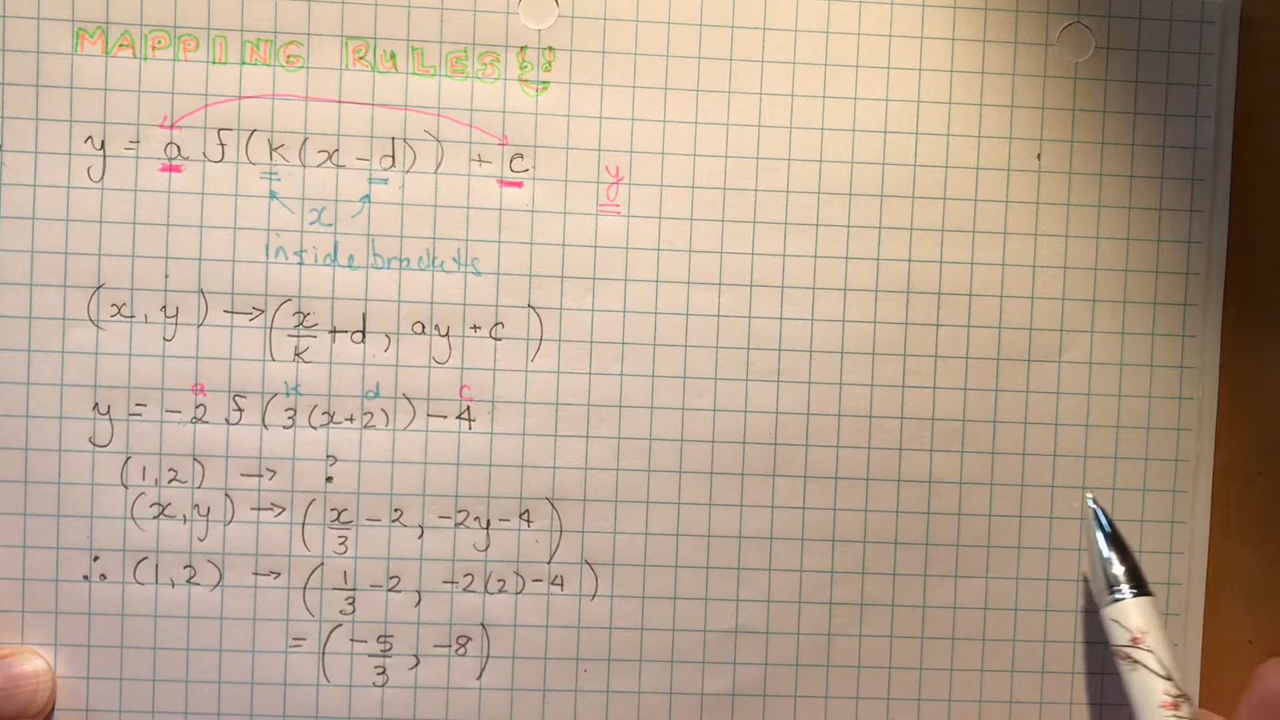 MAPPING RULES!!
y = a f(k(x-d)) + c
y
x
inside brackets
(x, y) → (x/k + d, ay + c)
a k d c
y = -2 f(3(x+2)) - 4
(1,2) → ?
(x,y) → (x/3 - 2, -2y - 4)
∴ (1,2) → (1/3 - 2, -2(2) - 4)
= (-5/3, -8)